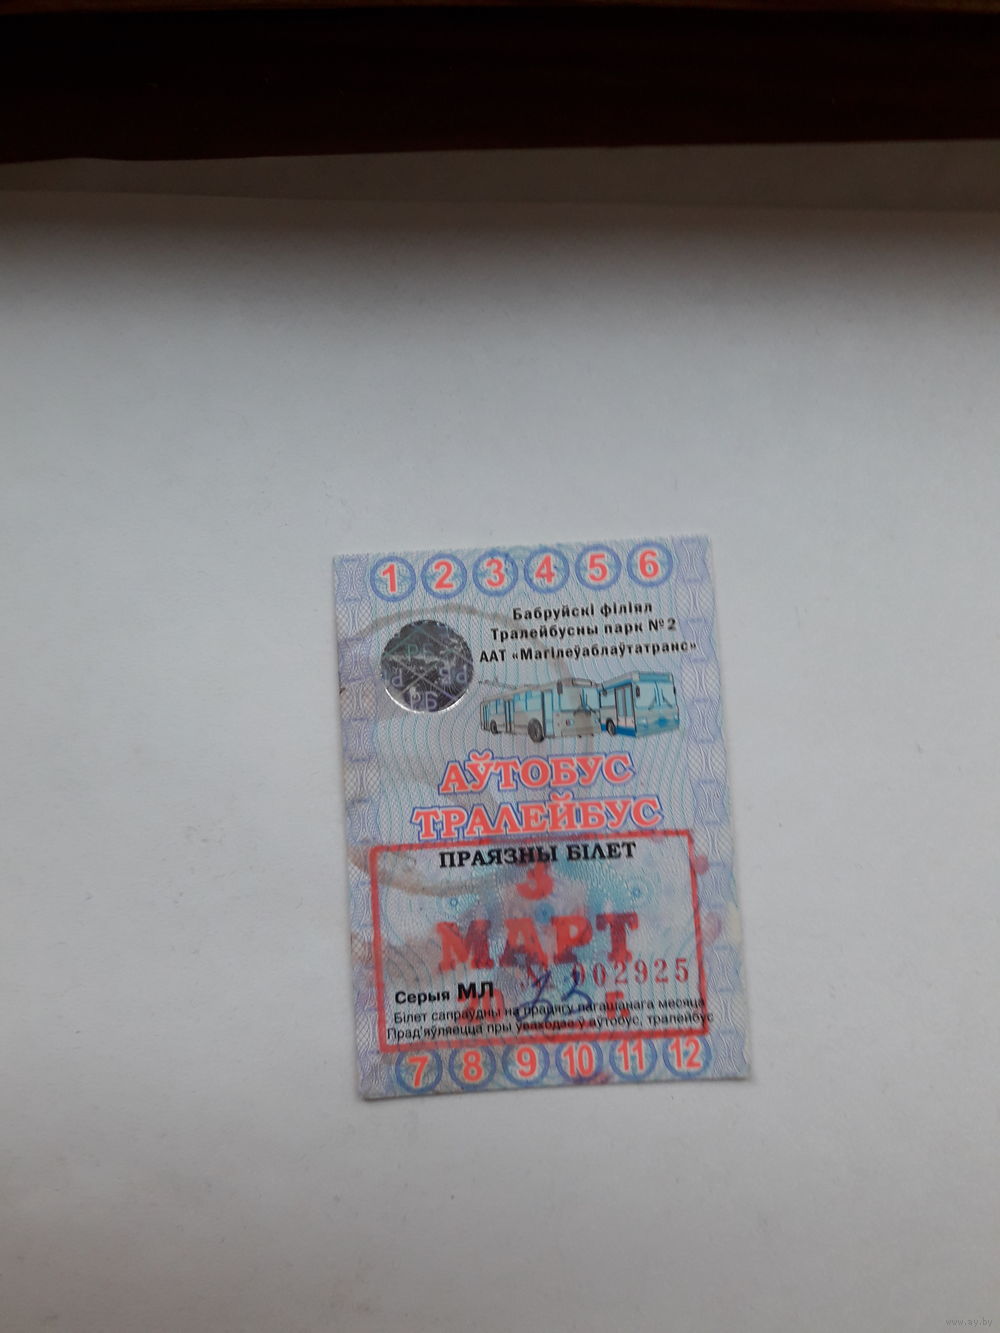 1 2 3 4 5 6
Бабруйскі філіял
Тралейбусны парк №2
ААТ «Магілеўаблаўтатранс»
АЎТОБУС
ТРАЛЕЙБУС
ПРАЯЗНЫ БІЛЕТ
3
МАРТ
№ 002925
Серыя МЛ
20 22 г.
Білет сапраўдны на працягу пагашанага месяца
Прад'яўляецца пры ўваходзе ў аўтобус, тралейбус
7 8 9 10 11 12
www.ay.by